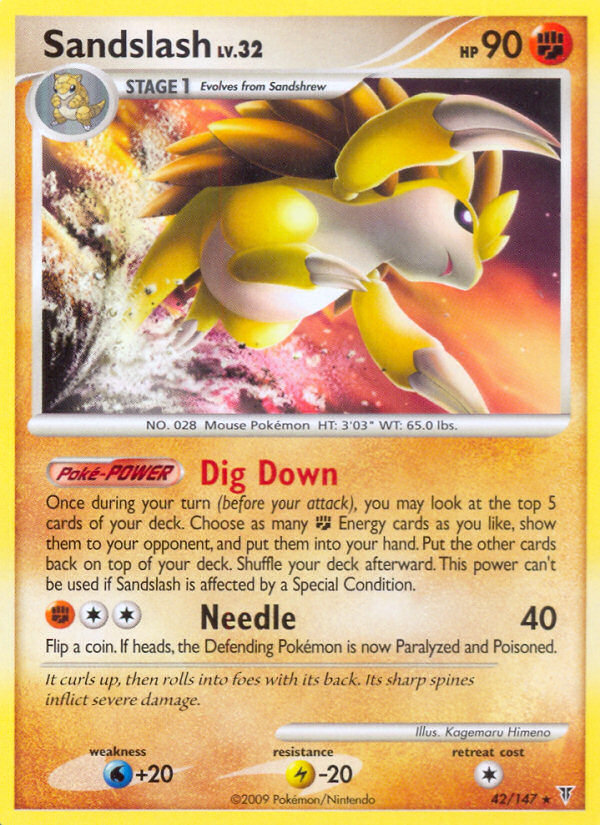 Sandslash LV.32 HP 90
STAGE 1 Evolves from Sandshrew
NO. 028 Mouse Pokémon HT: 3'03" WT: 65.0 lbs.
Poké-POWER Dig Down
Once during your turn (before your attack), you may look at the top 5
cards of your deck. Choose as many Energy cards as you like, show
them to your opponent, and put them into your hand. Put the other cards
back on top of your deck. Shuffle your deck afterward. This power can't
be used if Sandslash is affected by a Special Condition.
Needle 40
Flip a coin. If heads, the Defending Pokémon is now Paralyzed and Poisoned.
It curls up, then rolls into foes with its back. Its sharp spines
inflict severe damage.
Illus. Kagemaru Himeno
weakness resistance retreat cost
+20 -20
©2009 Pokémon/Nintendo 42/147 ★